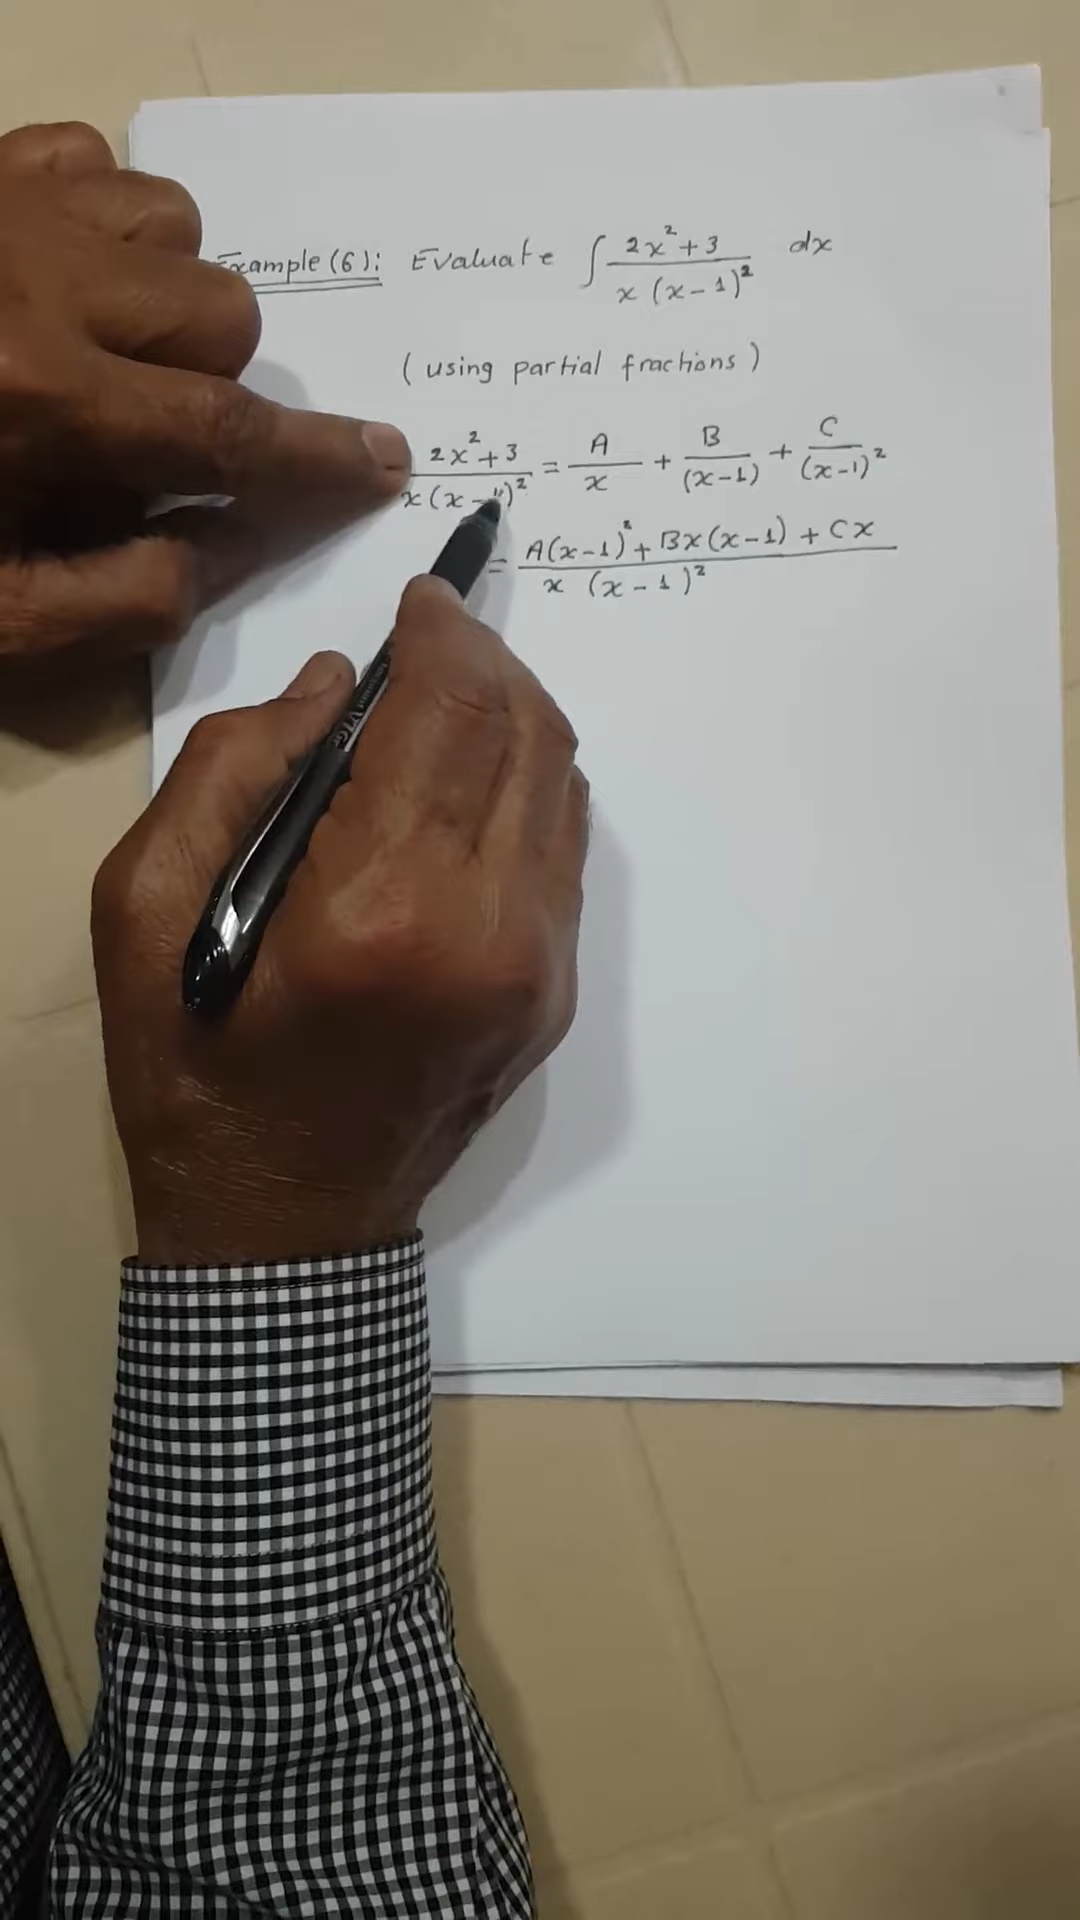 Example (6): Evaluate ∫ (2x² + 3) / (x (x - 1)²) dx
(using partial fractions)
(2x² + 3) / (x (x - 1)²) = A / x + B / (x - 1) + C / (x - 1)²
= (A(x - 1)² + Bx(x - 1) + Cx) / (x (x - 1)²)